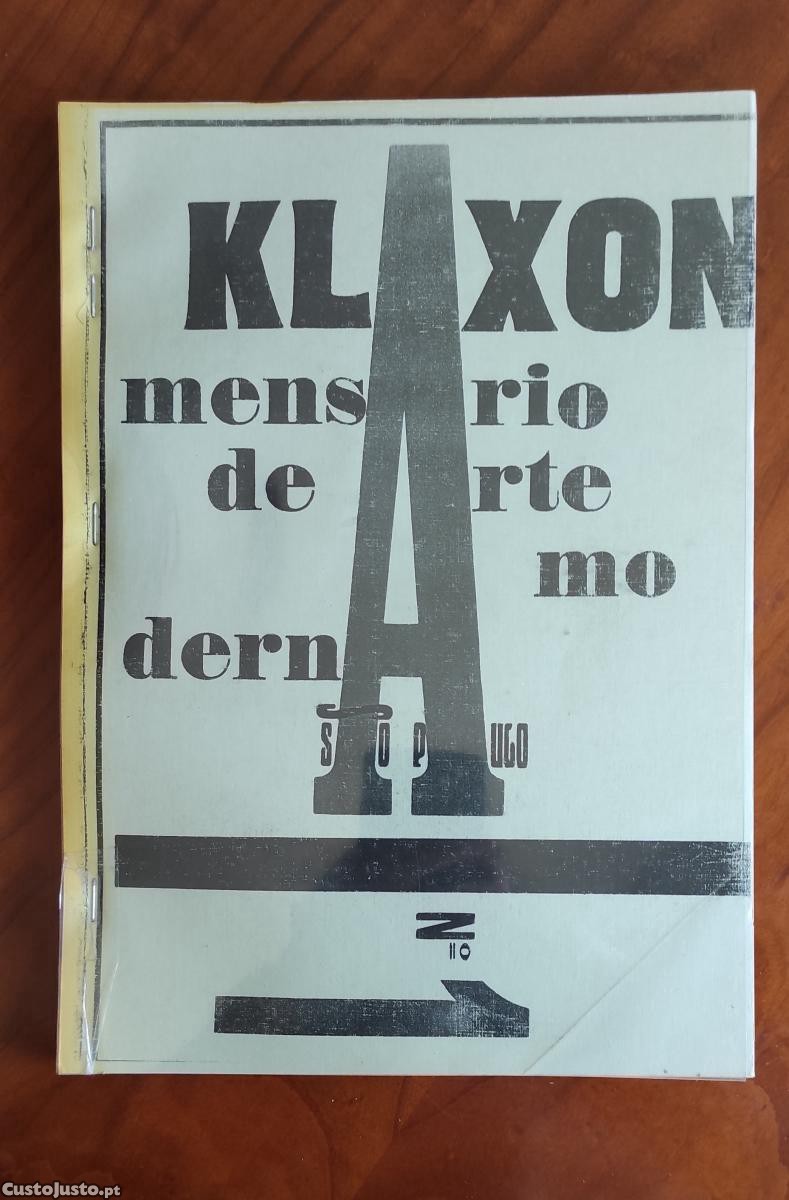 KLAXON
mensArio
de Arte
mo
dernA
SÃO PAULO
Nº
1
CustoJusto.pt